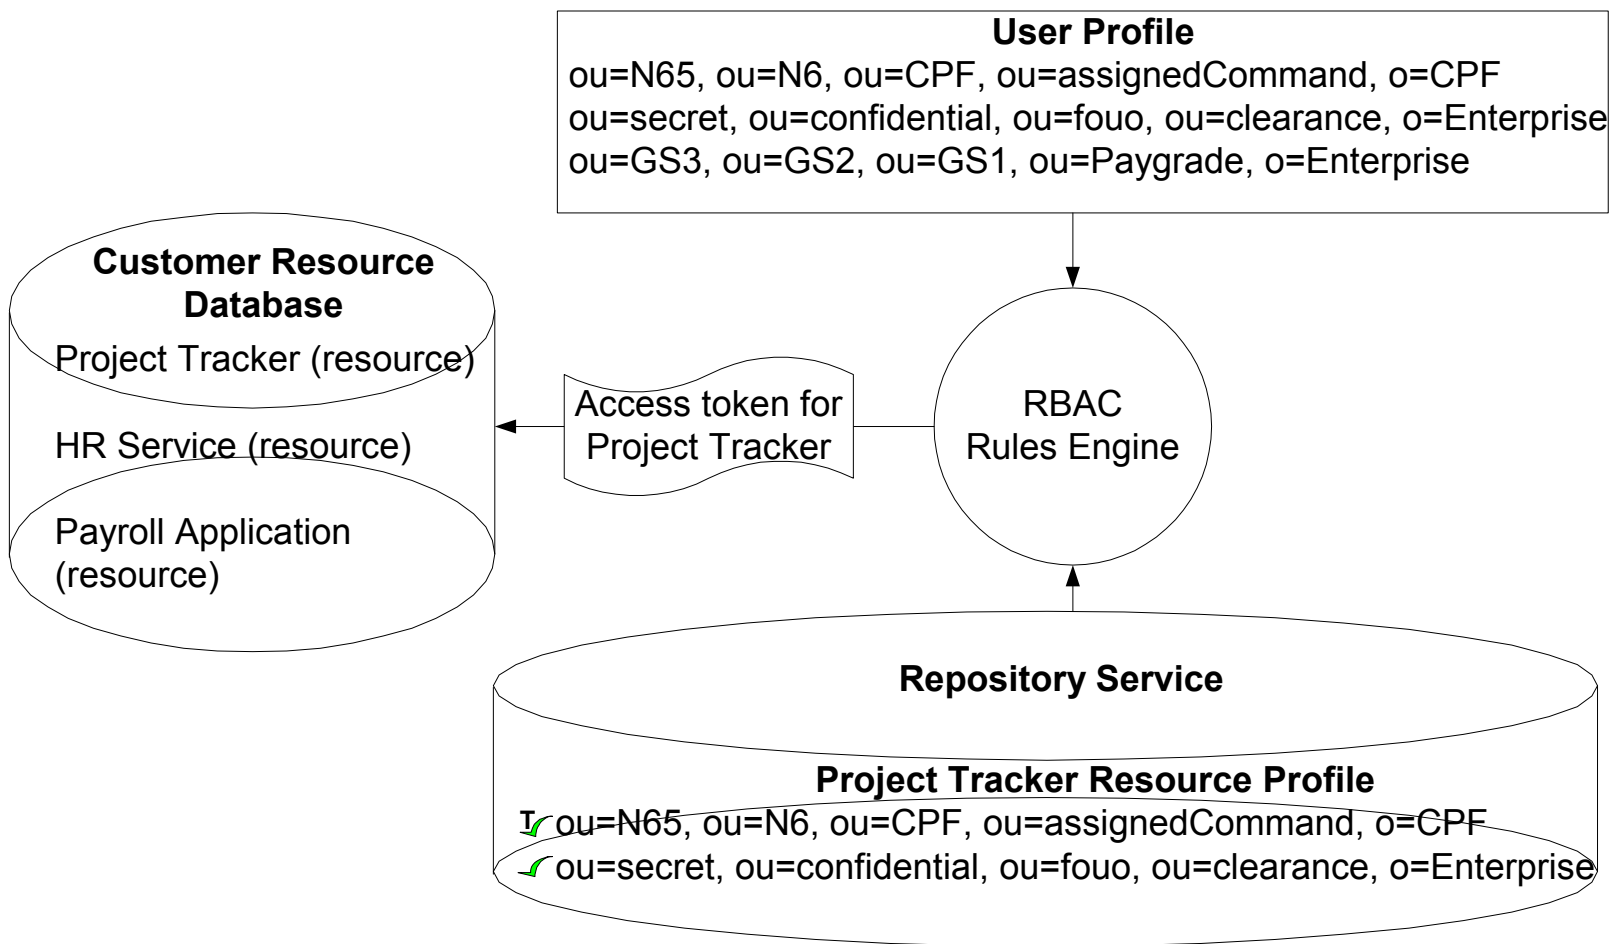 User Profile
ou=N65, ou=N6, ou=CPF, ou=assignedCommand, o=CPF
ou=secret, ou=confidential, ou=fouo, ou=clearance, o=Enterprise
ou=GS3, ou=GS2, ou=GS1, ou=Paygrade, o=Enterprise
Customer Resource
Database
Project Tracker (resource)
HR Service (resource)
Payroll Application
(resource)
Access token for
Project Tracker
RBAC
Rules Engine
Repository Service
Project Tracker Resource Profile
T ou=N65, ou=N6, ou=CPF, ou=assignedCommand, o=CPF
ou=secret, ou=confidential, ou=fouo, ou=clearance, o=Enterprise